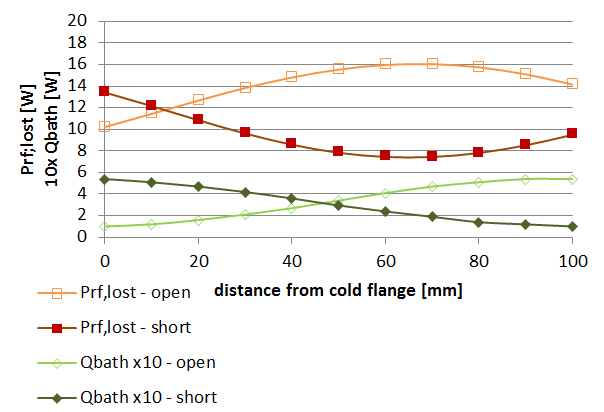 20
18
16
14
12
10
8
6
4
2
0
Prf;lost [W]
10x Qbath [W]
0 20 40 60 80 100
distance from cold flange [mm]
Prf,lost - open
Prf,lost - short
Qbath x10 - open
Qbath x10 - short